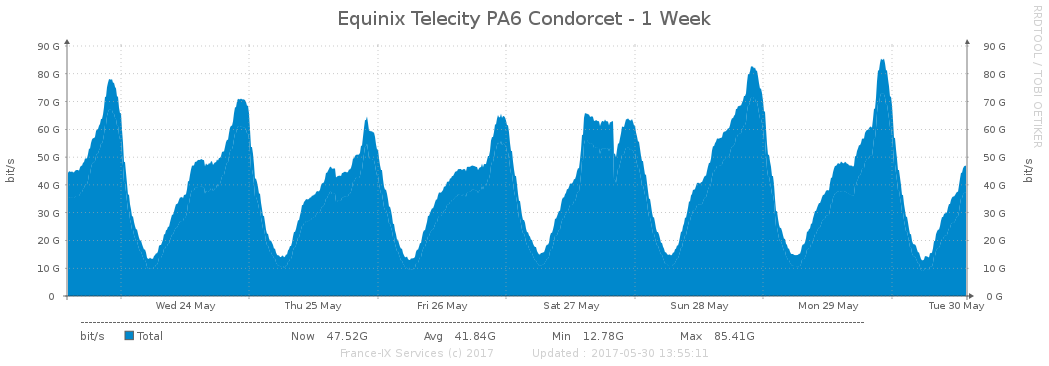 Equinix Telecity PA6 Condorcet - 1 Week
RRDTOOL / TOBI OETIKER
bit/s
90 G 90 G
80 G 80 G
70 G 70 G
60 G 60 G
50 G 50 G
40 G 40 G
30 G 30 G
20 G 20 G
10 G 10 G
0 0 G
bit/s
Wed 24 May Thu 25 May Fri 26 May Sat 27 May Sun 28 May Mon 29 May Tue 30 May
bit/s Total Now 47.52G Avg 41.84G Min 12.78G Max 85.41G
France-IX Services (c) 2017 Updated : 2017-05-30 13:55:11